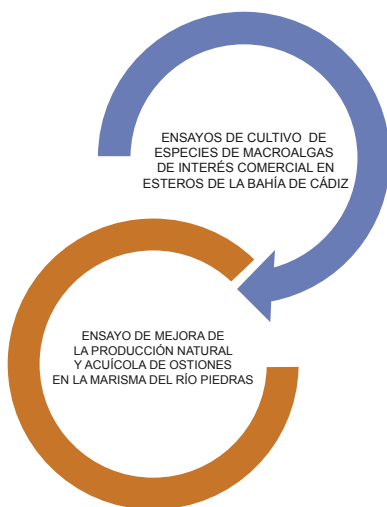 ENSAYOS DE CULTIVO DE
ESPECIES DE MACROALGAS
DE INTERÉS COMERCIAL EN
ESTEROS DE LA BAHÍA DE CÁDIZ
ENSAYO DE MEJORA DE
LA PRODUCCIÓN NATURAL
Y ACUÍCOLA DE OSTIONES
EN LA MARISMA DEL RÍO PIEDRAS